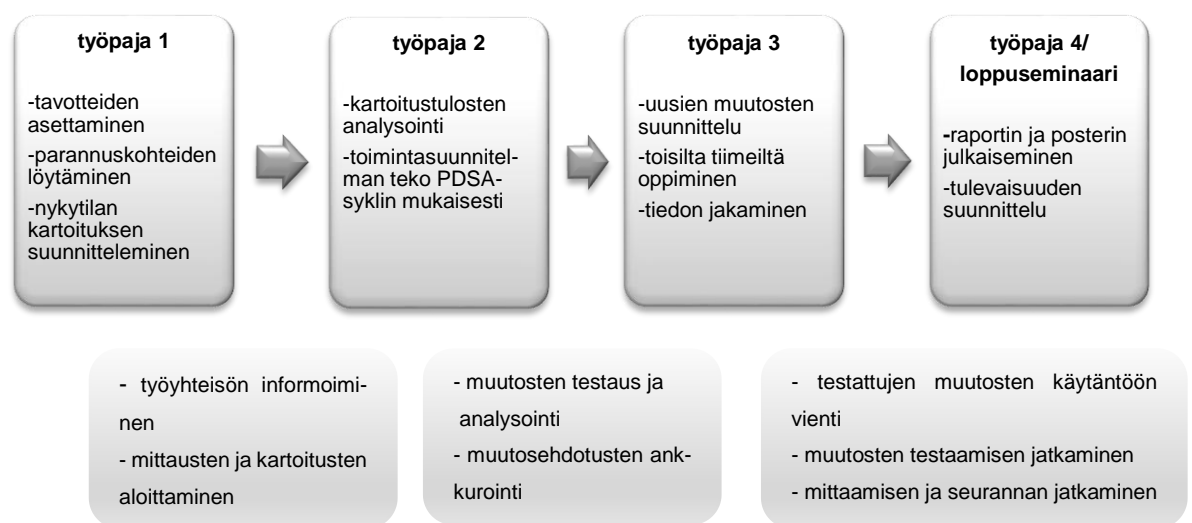 työpaja 1
-tavotteiden
asettaminen
-parannuskohteiden
löytäminen
-nykytilan
kartoituksen
suunnitteleminen
työpaja 2
-kartoitustulosten
analysointi
-toimintasuunnitel-
man teko PDSA-
syklin mukaisesti
työpaja 3
-uusien muutosten
suunnittelu
-toisilta tiimeiltä
oppiminen
-tiedon jakaminen
työpaja 4/
loppuseminaari
-raportin ja posterin
julkaiseminen
-tulevaisuuden
suunnittelu
- työyhteisön informoimi-
nen
- mittausten ja kartoitusten
aloittaminen
- muutosten testaus ja
analysointi
- muutosehdotusten ank-
kurointi
- testattujen muutosten käytäntöön
vienti
- muutosten testaamisen jatkaminen
- mittaamisen ja seurannan jatkaminen